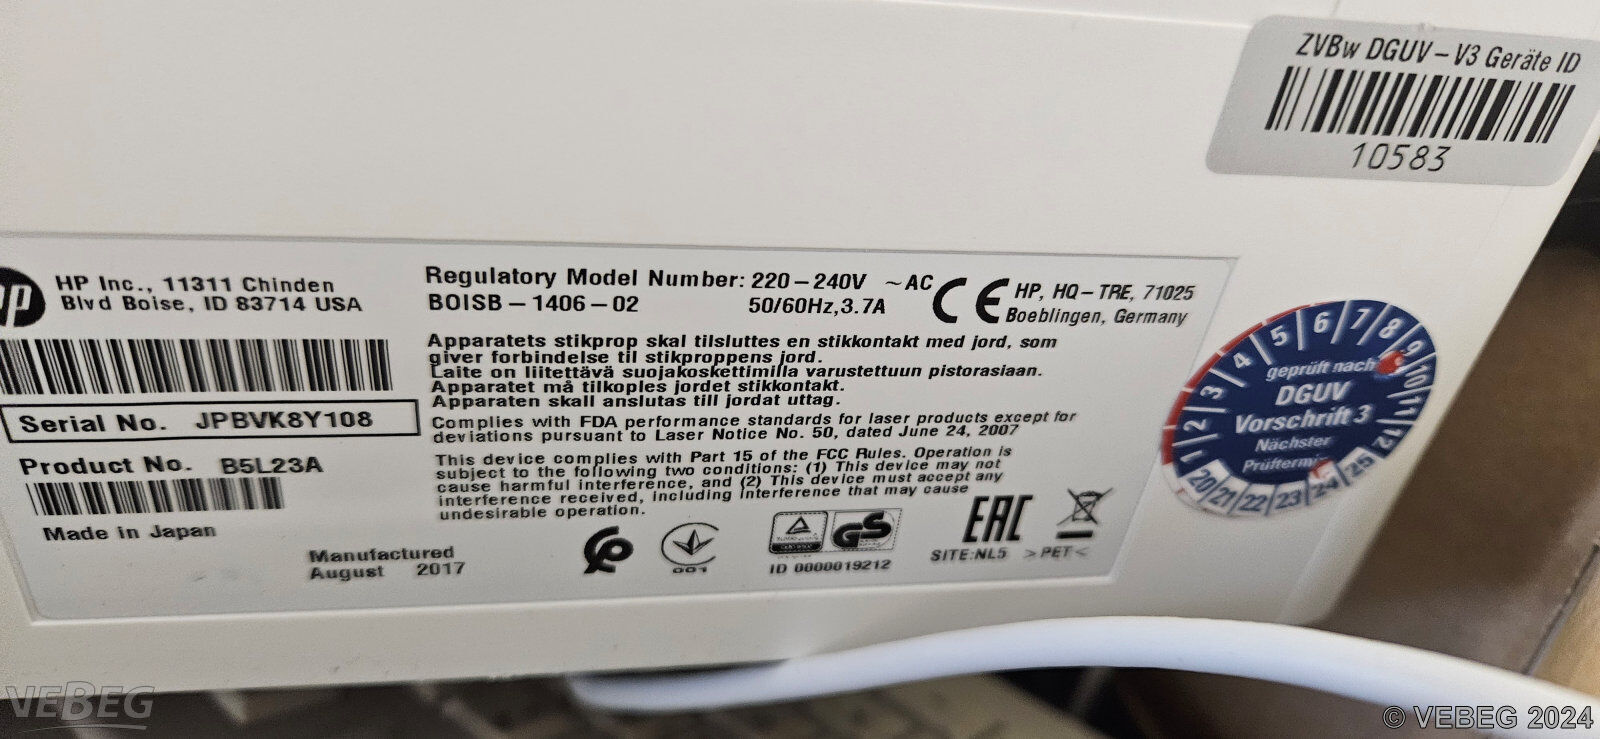 ZVBw DGUV – V3 Geräte ID
10583
hp
HP Inc., 11311 Chinden
Blvd Boise, ID 83714 USA
Serial No. JPBVK8Y108
Product No. B5L23A
Made in Japan
Manufactured
August 2017
Regulatory Model Number: 220–240V ~AC
BOISB–1406–02 50/60Hz,3.7A
CE
HP, HQ–TRE, 71025
Boeblingen, Germany
Apparatets stikprop skal tilsluttes en stikkontakt med jord, som
giver forbindelse til stikproppens jord.
Laite on liitettävä suojakoskettimilla varustettuun pistorasiaan.
Apparatet må tilkoples jordet stikkontakt.
Apparaten skall anslutas till jordat uttag.
Complies with FDA performance standards for laser products except for
deviations pursuant to Laser Notice No. 50, dated June 24, 2007
This device complies with Part 15 of the FCC Rules. Operation is
subject to the following two conditions: (1) This device may not
cause harmful interference, and (2) This device must accept any
interference received, including interference that may cause
undesirable operation.
001
GS
ID 0000019212
EAC
SITE:NL5 >PET<
1 2 3 4 5 6 7 8 9 10 11 12
geprüft nach
DGUV
Vorschrift 3
Nächster
Prüftermin
20 21 22 23 24 25
VEBEG
© VEBEG 2024